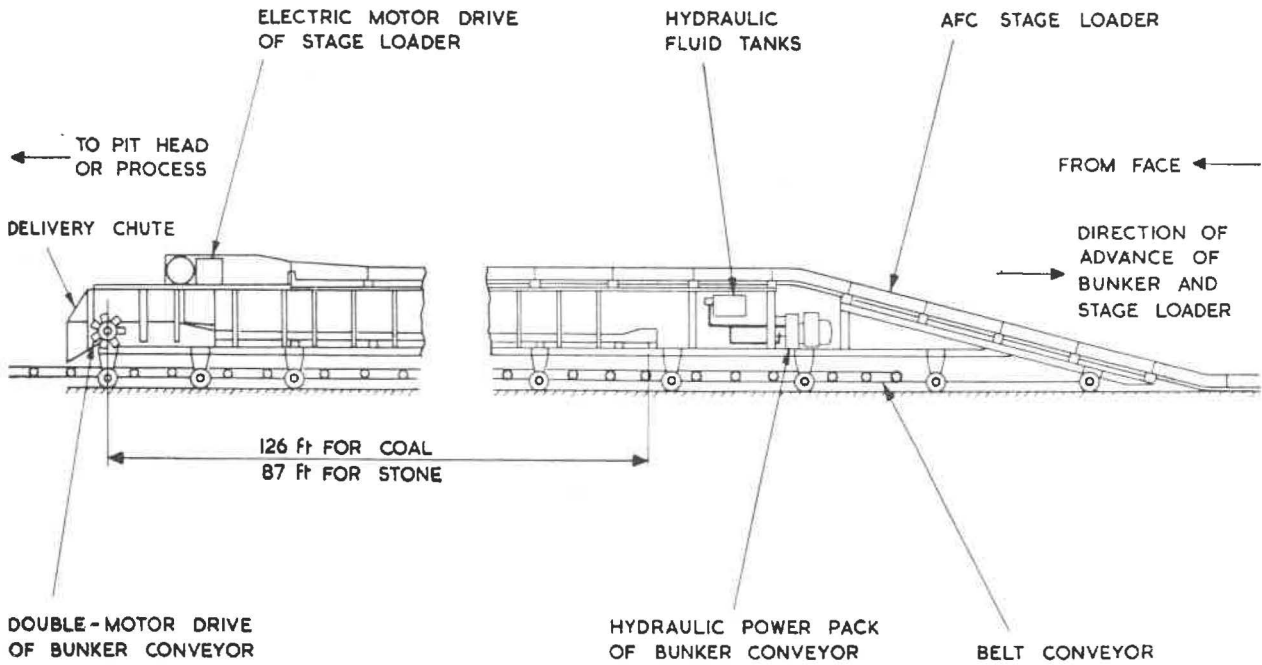 ELECTRIC MOTOR DRIVE
OF STAGE LOADER
HYDRAULIC
FLUID TANKS
AFC STAGE LOADER
TO PIT HEAD
OR PROCESS
FROM FACE
DELIVERY CHUTE
DIRECTION OF
ADVANCE OF
BUNKER AND
STAGE LOADER
126 ft FOR COAL
87 ft FOR STONE
DOUBLE-MOTOR DRIVE
OF BUNKER CONVEYOR
HYDRAULIC POWER PACK
OF BUNKER CONVEYOR
BELT CONVEYOR